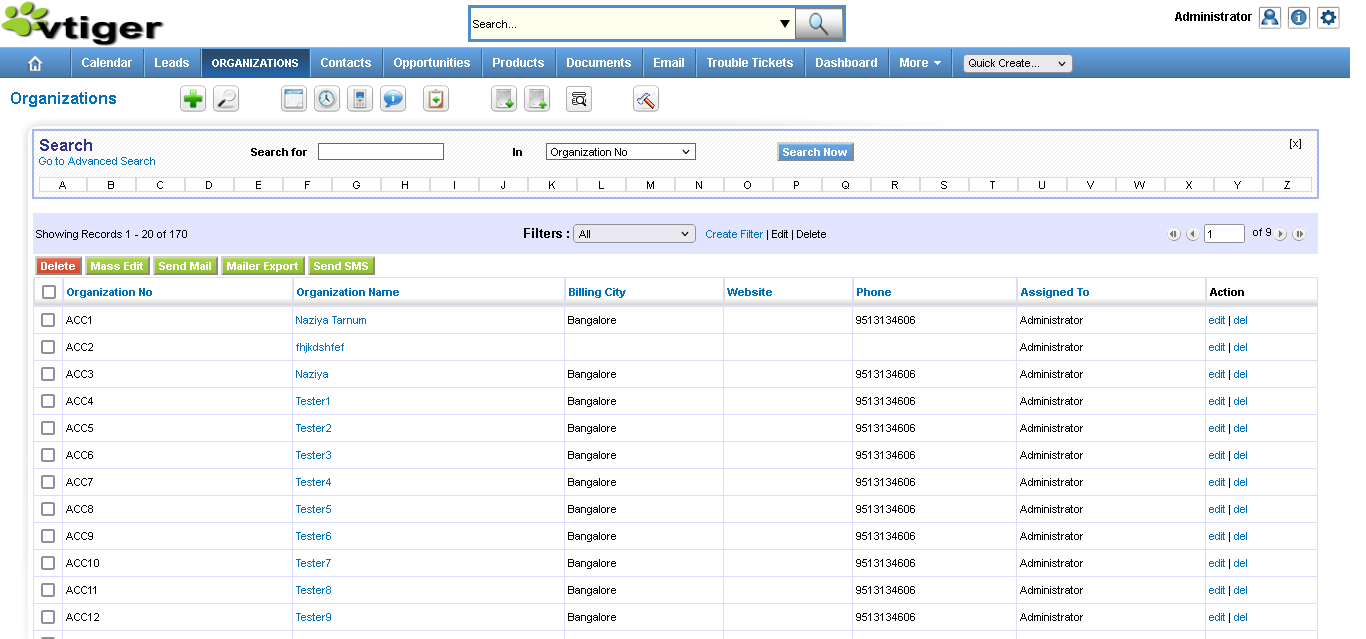 vtiger
Search...
Administrator
Calendar Leads ORGANIZATIONS Contacts Opportunities Products Documents Email Trouble Tickets Dashboard More Quick Create...
Organizations
Search
Go to Advanced Search
Search for In Organization No Search Now [x]
A B C D E F G H I J K L M N O P Q R S T U V W X Y Z
Showing Records 1 - 20 of 170 Filters : All Create Filter | Edit | Delete 1 of 9
Delete Mass Edit Send Mail Mailer Export Send SMS
Organization No Organization Name Billing City Website Phone Assigned To Action
ACC1 Naziya Tarnum Bangalore 9513134606 Administrator edit | del
ACC2 fhjkdshfef Administrator edit | del
ACC3 Naziya Bangalore 9513134606 Administrator edit | del
ACC4 Tester1 Bangalore 9513134606 Administrator edit | del
ACC5 Tester2 Bangalore 9513134606 Administrator edit | del
ACC6 Tester3 Bangalore 9513134606 Administrator edit | del
ACC7 Tester4 Bangalore 9513134606 Administrator edit | del
ACC8 Tester5 Bangalore 9513134606 Administrator edit | del
ACC9 Tester6 Bangalore 9513134606 Administrator edit | del
ACC10 Tester7 Bangalore 9513134606 Administrator edit | del
ACC11 Tester8 Bangalore 9513134606 Administrator edit | del
ACC12 Tester9 Bangalore 9513134606 Administrator edit | del